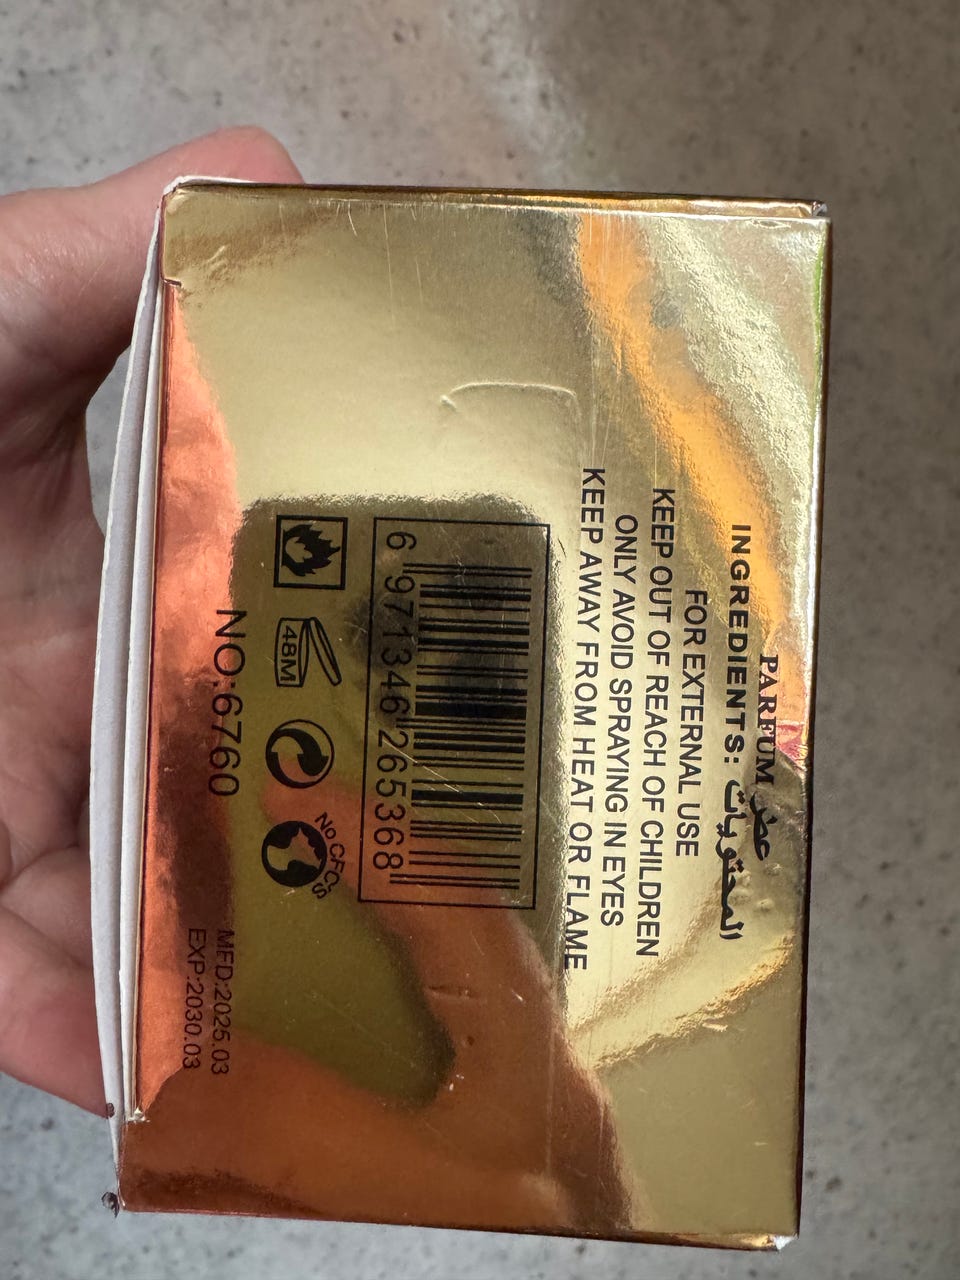 PARFUM عطر
INGREDIENTS: المحتويات
FOR EXTERNAL USE
KEEP OUT OF REACH OF CHILDREN
ONLY AVOID SPRAYING IN EYES
KEEP AWAY FROM HEAT OR FLAME
6 971346 265368
48M
No CFC's
NO:6760
MFD:2025.03
EXP:2030.03